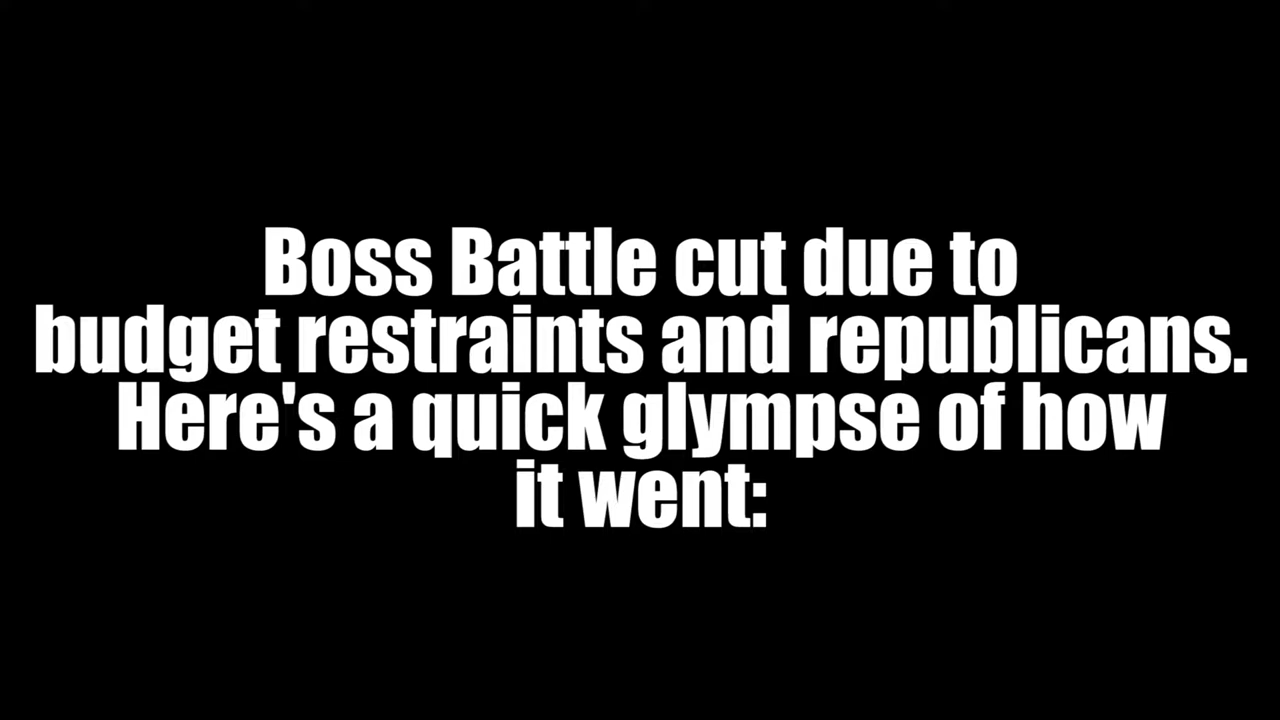 Boss Battle cut due to
budget restraints and republicans.
Here's a quick glympse of how
it went: